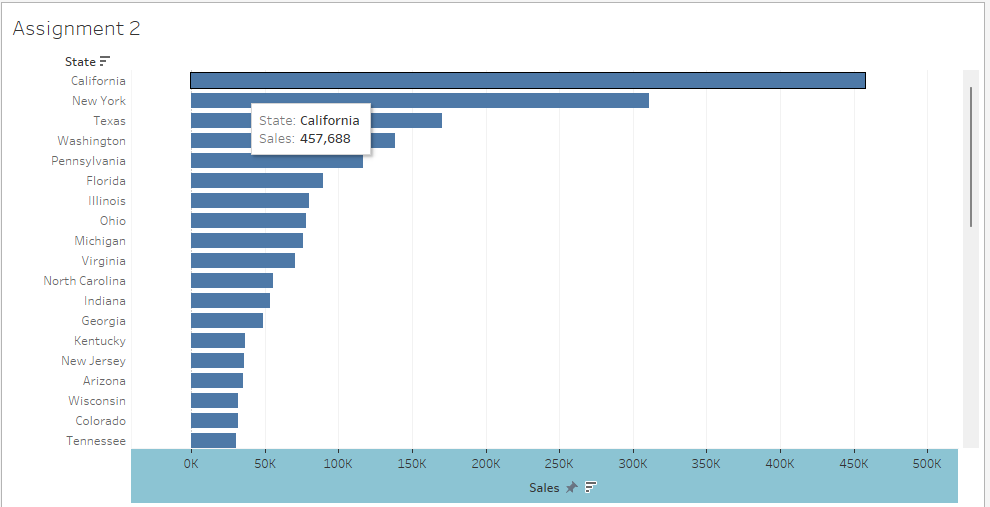 Assignment 2
State
California
New York
Texas
Washington
Pennsylvania
Florida
Illinois
Ohio
Michigan
Virginia
North Carolina
Indiana
Georgia
Kentucky
New Jersey
Arizona
Wisconsin
Colorado
Tennessee
State: California
Sales: 457,688
0K 50K 100K 150K 200K 250K 300K 350K 400K 450K 500K
Sales